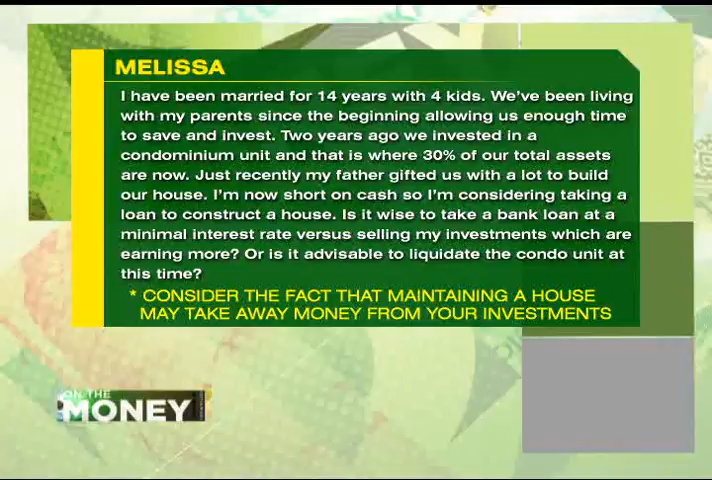 MELISSA
I have been married for 14 years with 4 kids. We've been living
with my parents since the beginning allowing us enough time
to save and invest. Two years ago we invested in a
condominium unit and that is where 30% of our total assets
are now. Just recently my father gifted us with a lot to build
our house. I'm now short on cash so I'm considering taking a
loan to construct a house. Is it wise to take a bank loan at a
minimal interest rate versus selling my investments which are
earning more? Or is it advisable to liquidate the condo unit at
this time?
* CONSIDER THE FACT THAT MAINTAINING A HOUSE
MAY TAKE AWAY MONEY FROM YOUR INVESTMENTS
ON THE
MONEY